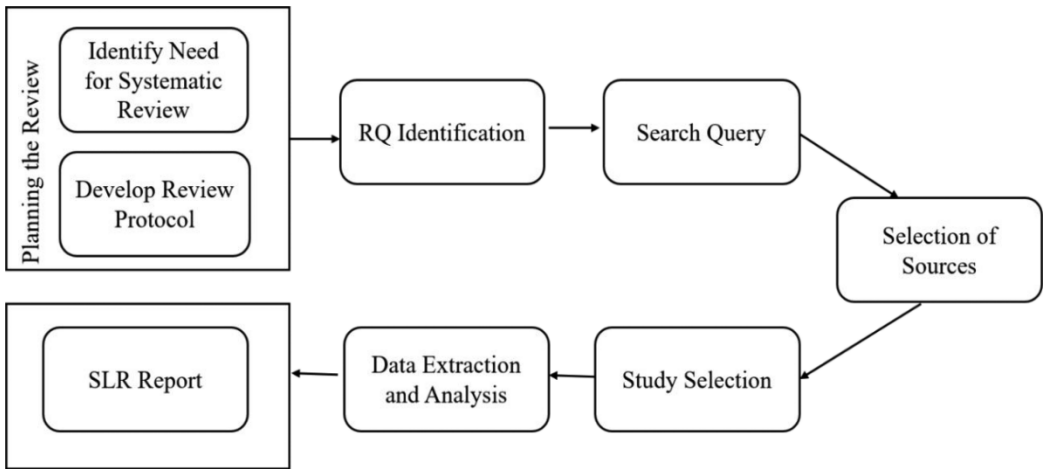 Planning the Review
Identify Need
for Systematic
Review
Develop Review
Protocol
RQ Identification
Search Query
Selection of
Sources
Study Selection
Data Extraction
and Analysis
SLR Report